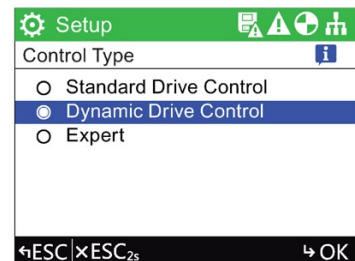 Setup
Control Type
Standard Drive Control
Dynamic Drive Control
Expert
ESC ESC2s OK